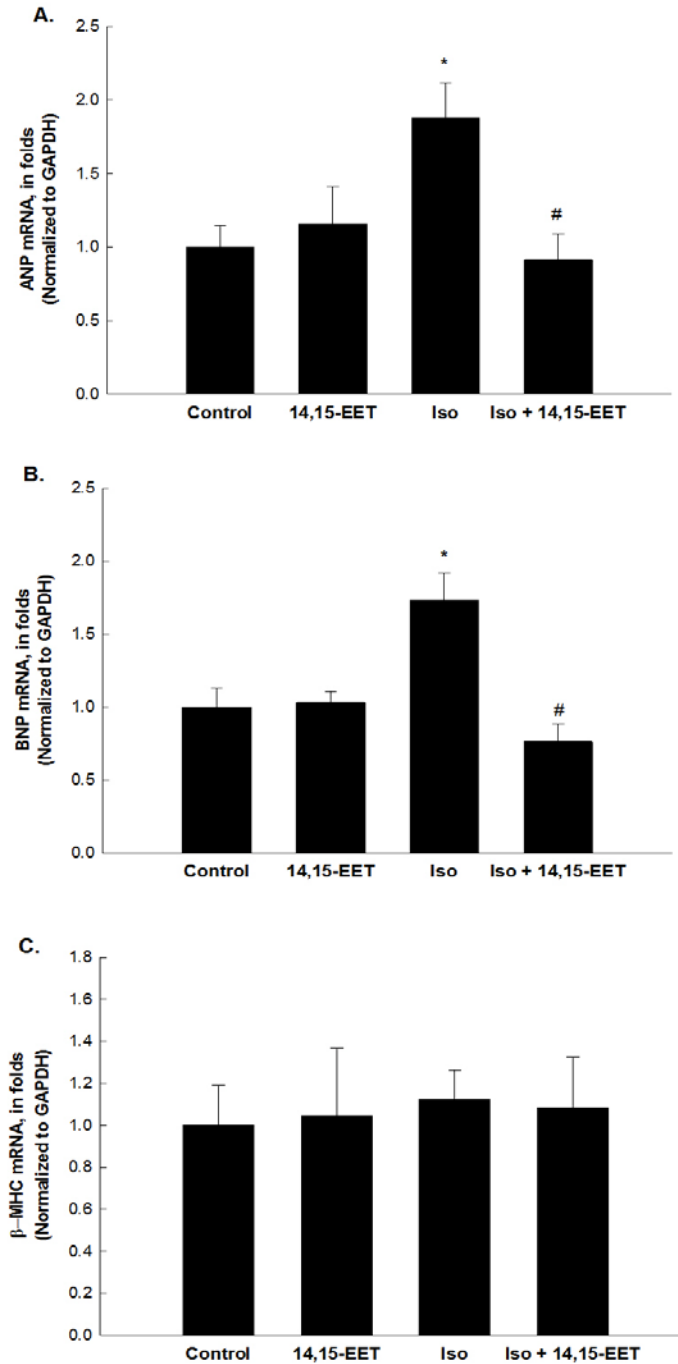 A.
ANP mRNA, in folds
(Normalized to GAPDH)
2.5
2.0
1.5
1.0
0.5
0.0
*
#
Control 14,15-EET Iso Iso + 14,15-EET
B.
BNP mRNA, in folds
(Normalized to GAPDH)
2.5
2.0
1.5
1.0
0.5
0.0
*
#
Control 14,15-EET Iso Iso + 14,15-EET
C.
β–MHC mRNA, in folds
(Normalized to GAPDH)
1.8
1.6
1.4
1.2
1.0
0.8
0.6
0.4
0.2
0.0
Control 14,15-EET Iso Iso + 14,15-EET